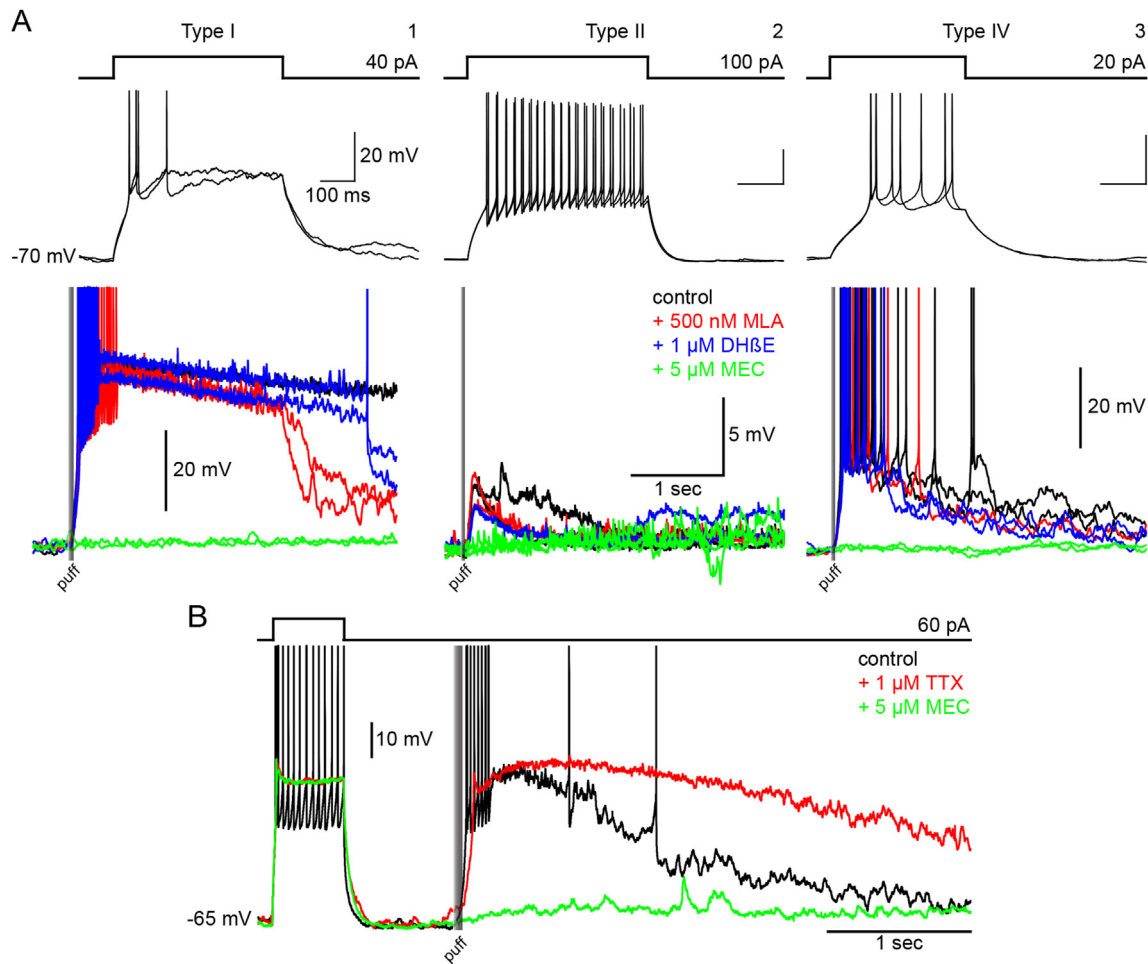 A
Type I
1
40 pA
20 mV
100 ms
-70 mV
Type II
2
100 pA
Type IV
3
20 pA
20 mV
puff
control
+ 500 nM MLA
+ 1 µM DHßE
+ 5 µM MEC
5 mV
1 sec
puff
20 mV
puff
B
60 pA
control
+ 1 µM TTX
+ 5 µM MEC
10 mV
-65 mV
puff
1 sec